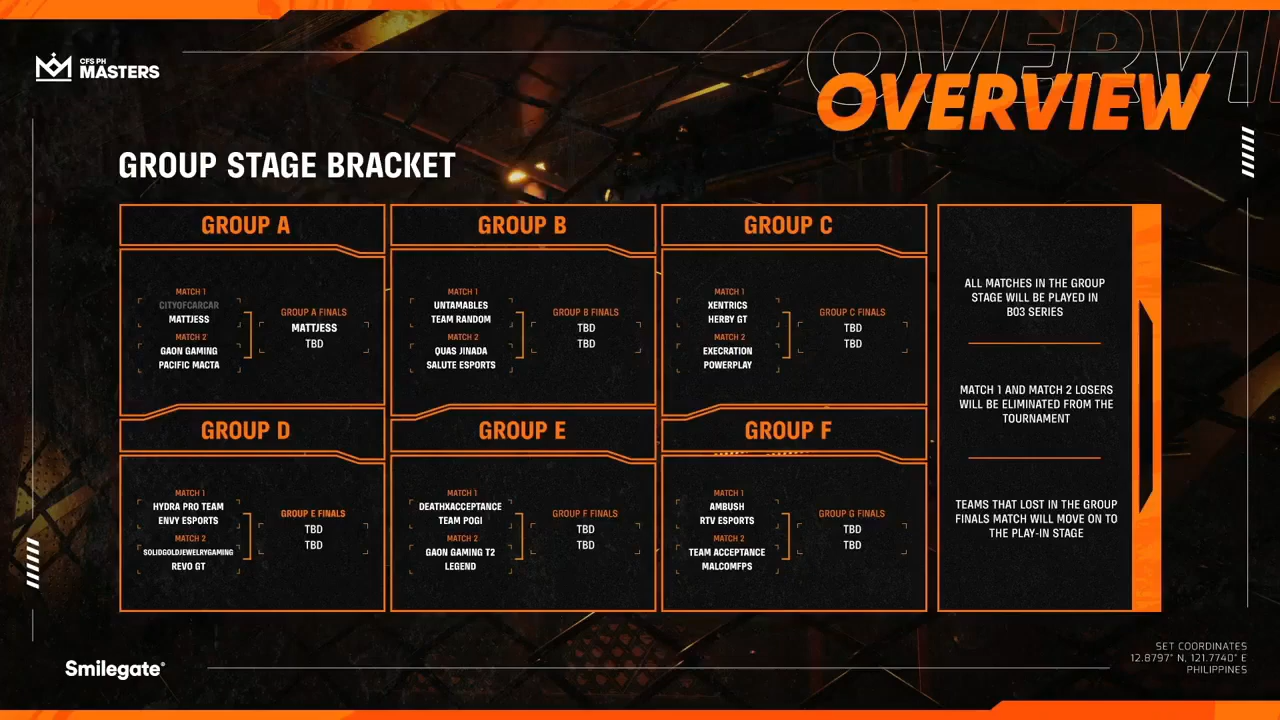 OVERVIEW
CFS PH
MASTERS
OVERVIEW
GROUP STAGE BRACKET
GROUP A
MATCH 1
CITYOFCARCAR
MATTJESS
MATCH 2
GAON GAMING
PACIFIC MACTA
GROUP A FINALS
MATTJESS
TBD
GROUP B
MATCH 1
UNTAMABLES
TEAM RANDOM
MATCH 2
QUAS JINADA
SALUTE ESPORTS
GROUP B FINALS
TBD
TBD
GROUP C
MATCH 1
XENTRICS
HERBY GT
MATCH 2
EXECRATION
POWERPLAY
GROUP C FINALS
TBD
TBD
GROUP D
MATCH 1
HYDRA PRO TEAM
ENVY ESPORTS
MATCH 2
SOLIDGOLDJEWELRYGAMING
REVO GT
GROUP E FINALS
TBD
TBD
GROUP E
MATCH 1
DEATHXACCEPTANCE
TEAM POGI
MATCH 2
GAON GAMING T2
LEGEND
GROUP F FINALS
TBD
TBD
GROUP F
MATCH 1
AMBUSH
RTV ESPORTS
MATCH 2
TEAM ACCEPTANCE
MALCOMFPS
GROUP G FINALS
TBD
TBD
ALL MATCHES IN THE GROUP
STAGE WILL BE PLAYED IN
BO3 SERIES
MATCH 1 AND MATCH 2 LOSERS
WILL BE ELIMINATED FROM THE
TOURNAMENT
TEAMS THAT LOST IN THE GROUP
FINALS MATCH WILL MOVE ON TO
THE PLAY-IN STAGE
Smilegate®
SET COORDINATES
12.8797° N, 121.7740° E
PHILIPPINES